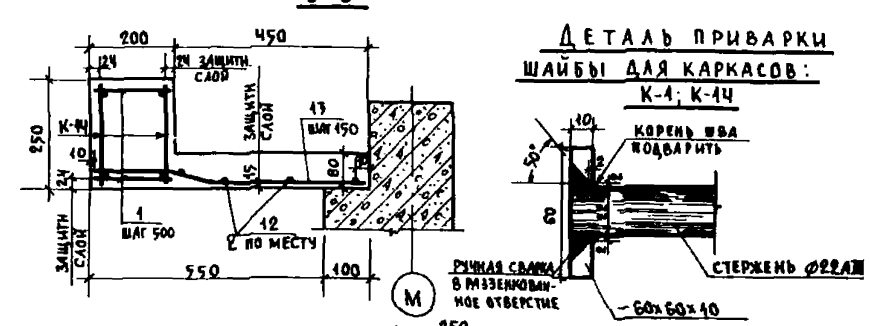 200
450
24
24 ЗАЩИТН
СЛОЙ
250
К-14
10
24
ЗАЩИТН
СЛОЙ
ЗАЩИТН
СЛОЙ
15
13
ШАГ 150
80
1
ШАГ 500
12
ПО МЕСТУ
550
100
М
250
ДЕТАЛЬ ПРИВАРКИ
ШАЙБЫ ДЛЯ КАРКАСОВ:
К-1; К-14
10
КОРЕНЬ ШВА
ПОДВАРИТЬ
50°
60
РУЧНАЯ СВАРКА
В РАЗЗЕНКОВАН-
НОЕ ОТВЕРСТИЕ
СТЕРЖЕНЬ Ф22АIII
-60х60х10